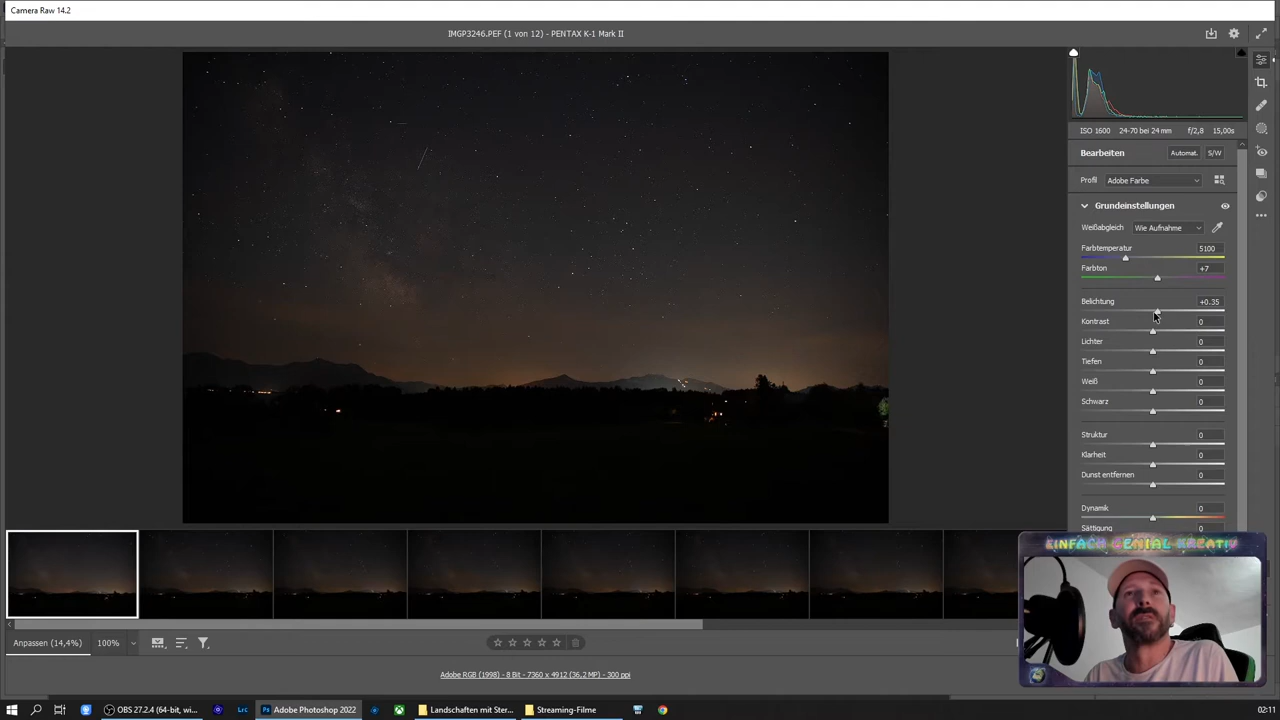 Camera Raw 14.2
IMGP3246.PEF (1 von 12) - PENTAX K-1 Mark II
ISO 1600 24-70 bei 24 mm f/2,8 15,00s
Bearbeiten Automat. S/W
Profil Adobe Farbe
Grundeinstellungen
Weißabgleich Wie Aufnahme
Farbtemperatur 5100
Farbton +7
Belichtung +0.35
Kontrast 0
Lichter 0
Tiefen 0
Weiß 0
Schwarz 0
Struktur 0
Klarheit 0
Dunst entfernen 0
Dynamik 0
Sättigung 0
EINFACH GENIAL KREATIV
Anpassen (14,4%) 100%
Adobe RGB (1998) - 8 Bit - 7360 x 4912 (36,2 MP) - 300 ppi
OBS 27.2.4 (64-bit, wi... Lrc Adobe Photoshop 2022 Landschaften mit Ster... Streaming-Filme 02:11